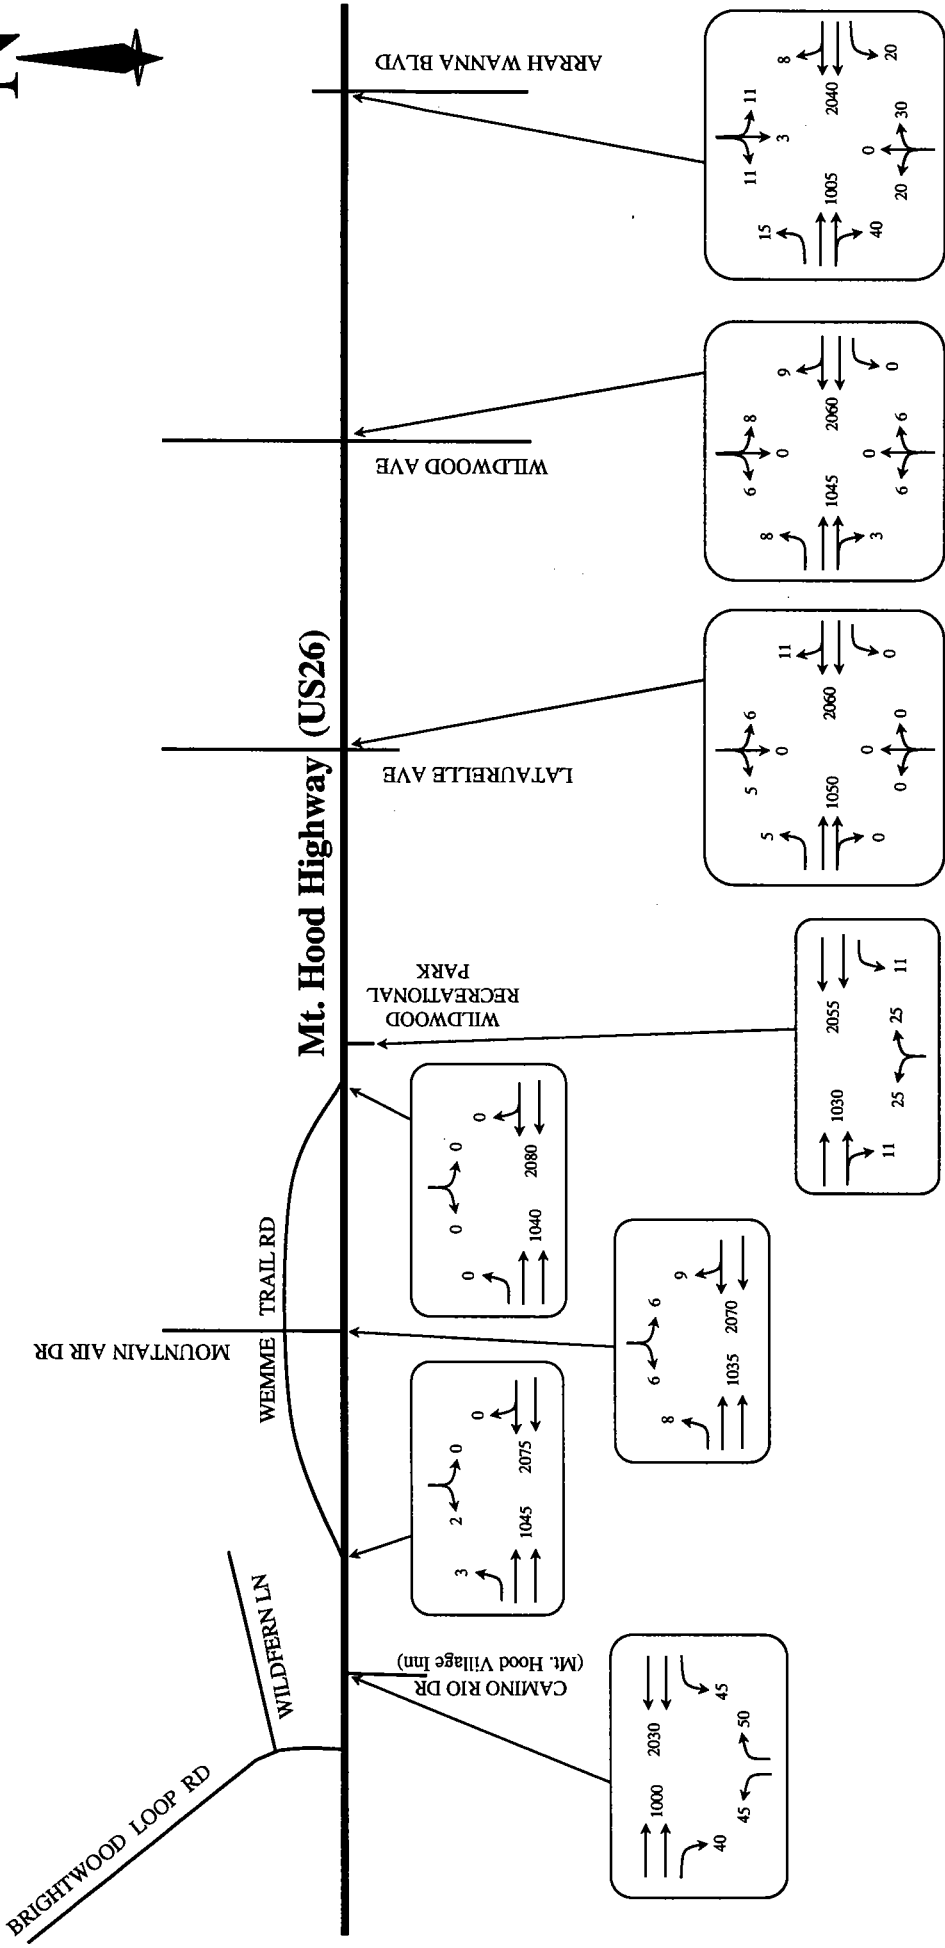 N
BRIGHTWOOD LOOP RD
WILDFERN LN
CAMINO RIO DR
(Mt. Hood Village Inn)
WEMME TRAIL RD
MOUNTAIN AIR DR
Mt. Hood Highway (US26)
WILDWOOD
RECREATIONAL
PARK
LATAURELLE AVE
WILDWOOD AVE
ARRAH WANNA BLVD
1000 2030
40 45 50 45
3 2 0 0
1045 2075
8 6 6 9
1035 2070
0 0 0 0
1040 2080
1030 2055
11 25 25 11
5 5 6 11
0
1050 2060
0 0 0 0 0
8 6 8 9
0
1045 2060
3 6 0 6 0
15 11 11 8
3
1005 2040
40 20 0 30 20